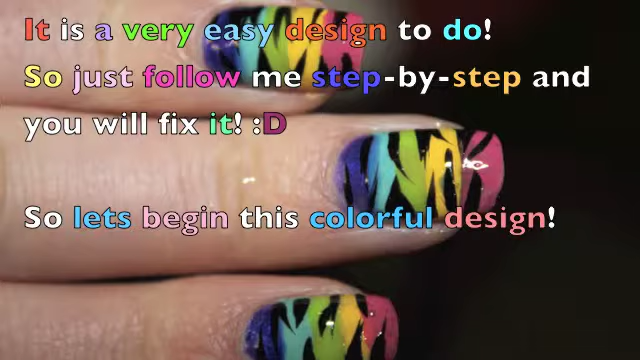 It is a very easy design to do!
So just follow me step-by-step and
you will fix it! :D
So lets begin this colorful design!